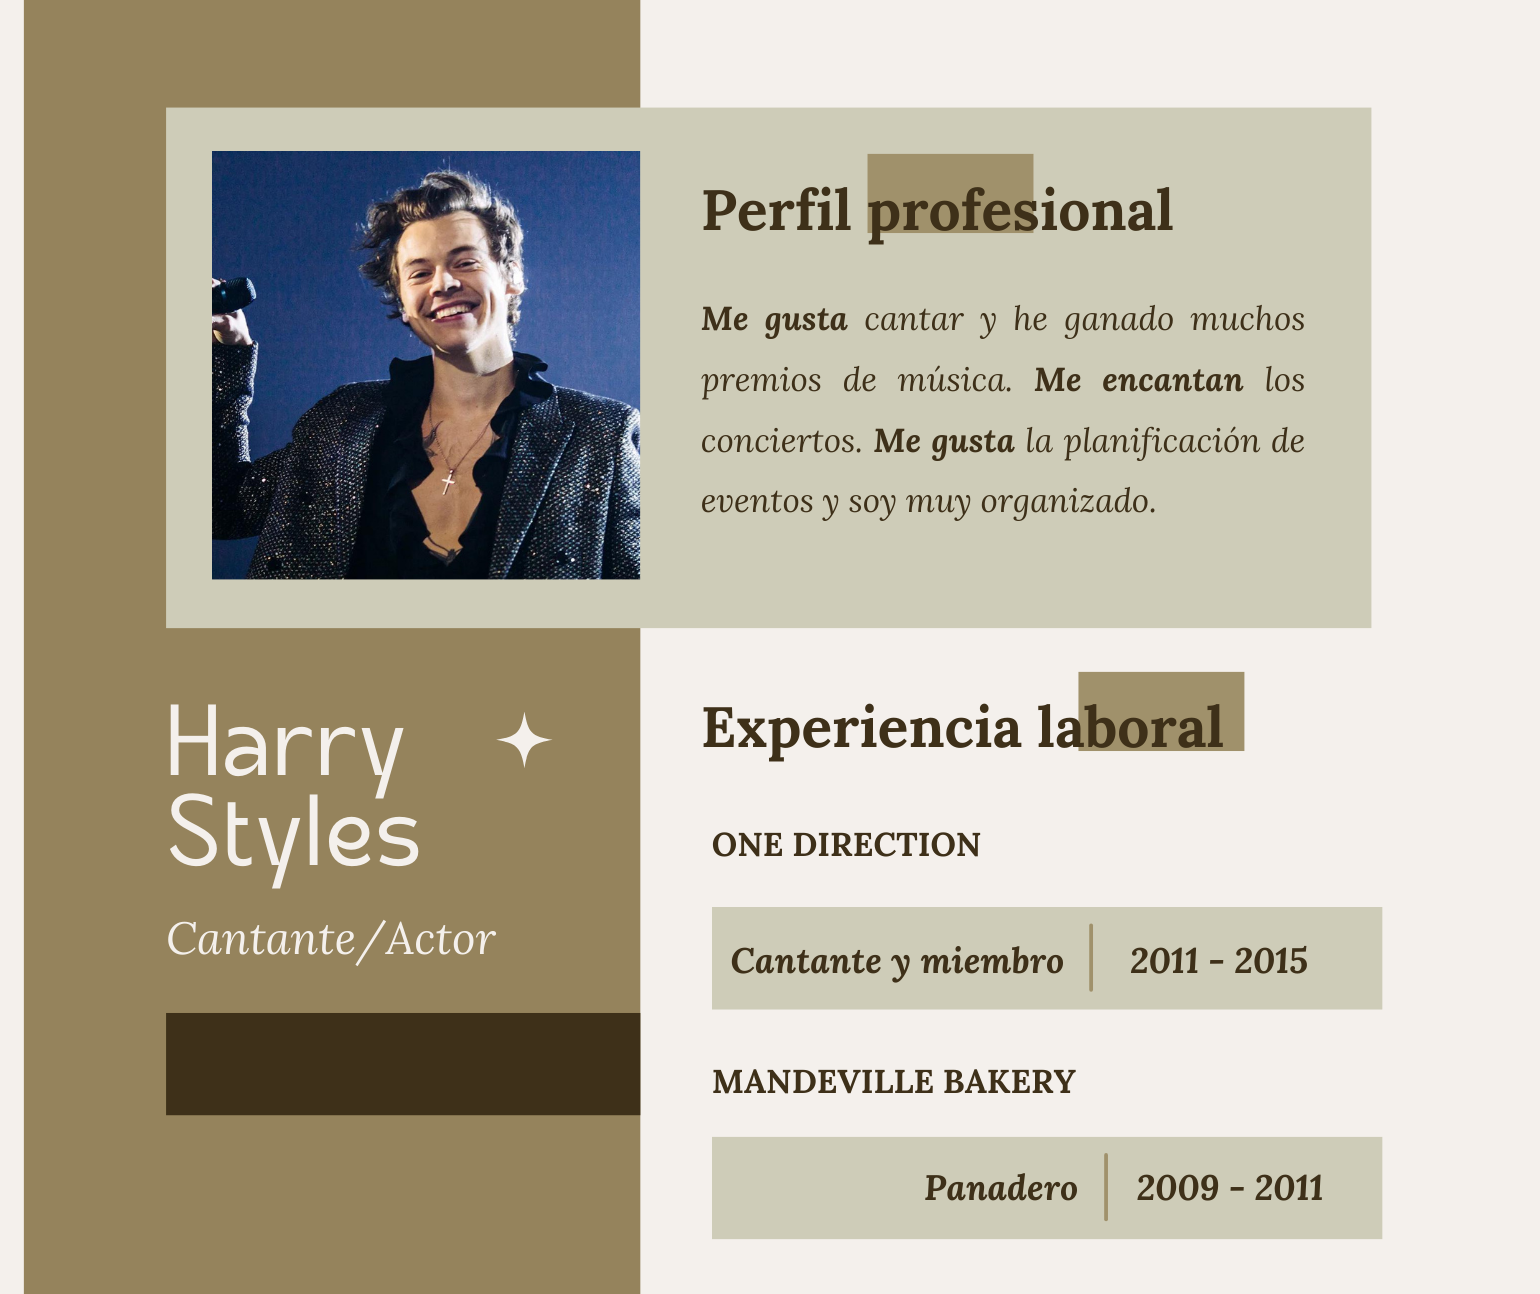 Perfil profesional
Me gusta cantar y he ganado muchos
premios de música. Me encantan los
conciertos. Me gusta la planificación de
eventos y soy muy organizado.
Harry
Styles
Cantante/Actor
Experiencia laboral
ONE DIRECTION
Cantante y miembro 2011 - 2015
MANDEVILLE BAKERY
Panadero 2009 - 2011